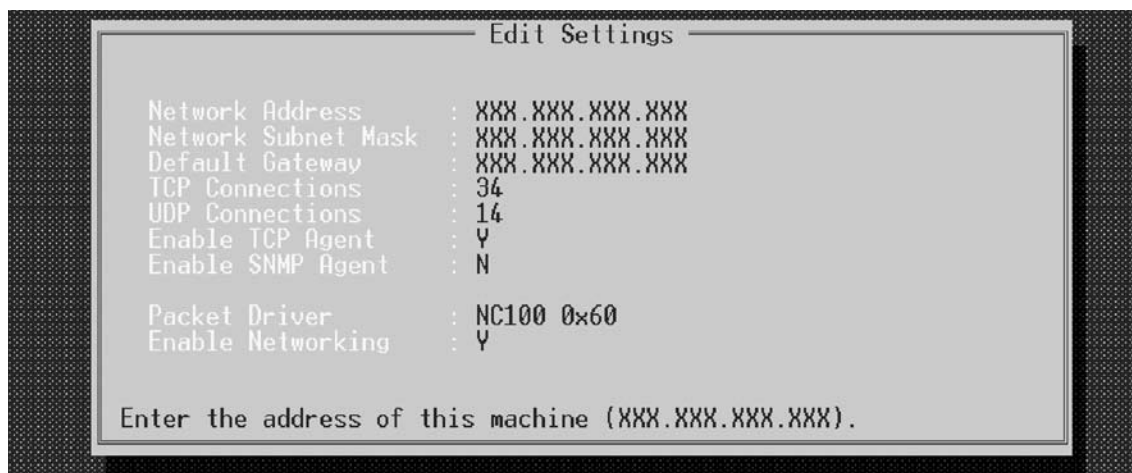 Edit Settings
Network Address : XXX.XXX.XXX.XXX
Network Subnet Mask : XXX.XXX.XXX.XXX
Default Gateway : XXX.XXX.XXX.XXX
TCP Connections : 34
UDP Connections : 14
Enable TCP Agent : Y
Enable SNMP Agent : N
Packet Driver : NC100 0x60
Enable Networking : Y
Enter the address of this machine (XXX.XXX.XXX.XXX).